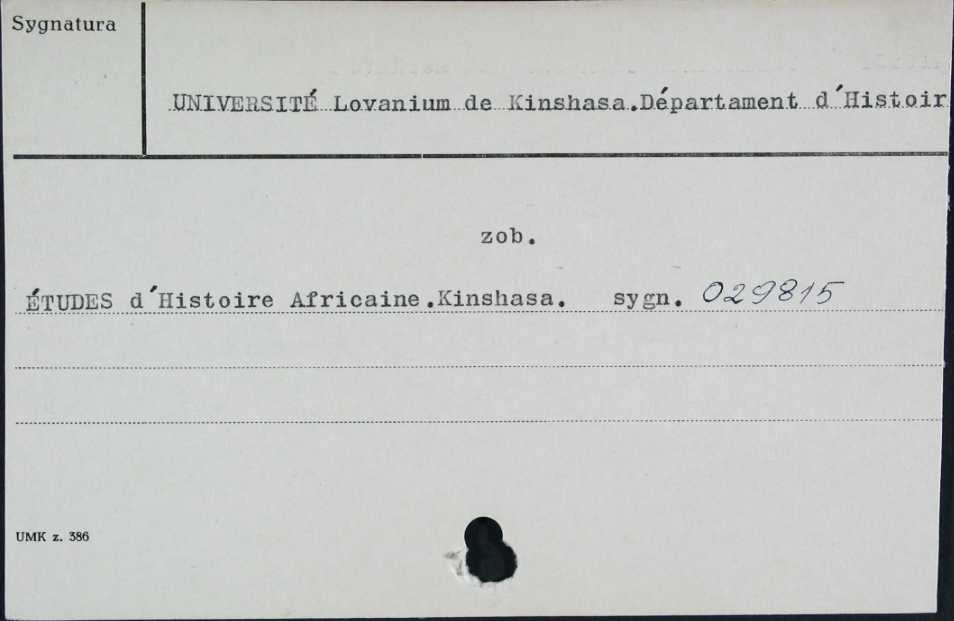 Sygnatura
UNIVERSITÉ Lovanium de Kinshasa.Départament d´Histoir
zob.
ÉTUDES d´Histoire Africaine.Kinshasa. sygn. 029815
UMK z. 386